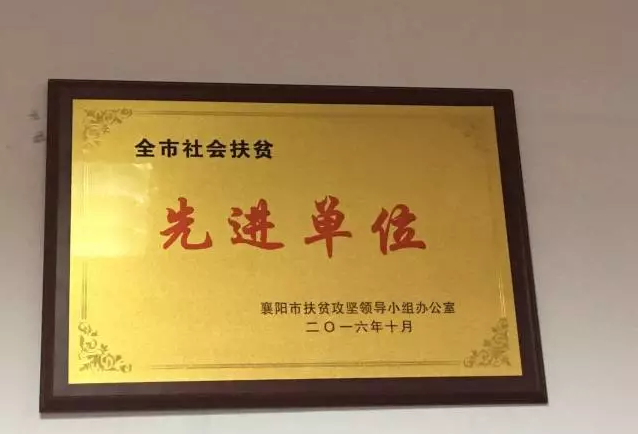 全市社会扶贫
先进单位
襄阳市扶贫攻坚领导小组办公室
二〇一六年十月